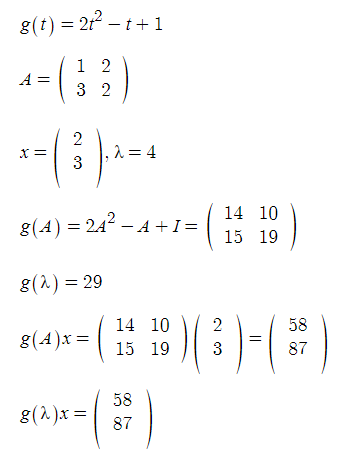 g(t) = 2t² − t + 1
A = ( 1 2
3 2 )
x = ( 2
3 ), λ = 4
g(A) = 2A² − A + I = ( 14 10
15 19 )
g(λ) = 29
g(A)x = ( 14 10
15 19 ) ( 2
3 ) = ( 58
87 )
g(λ)x = ( 58
87 )